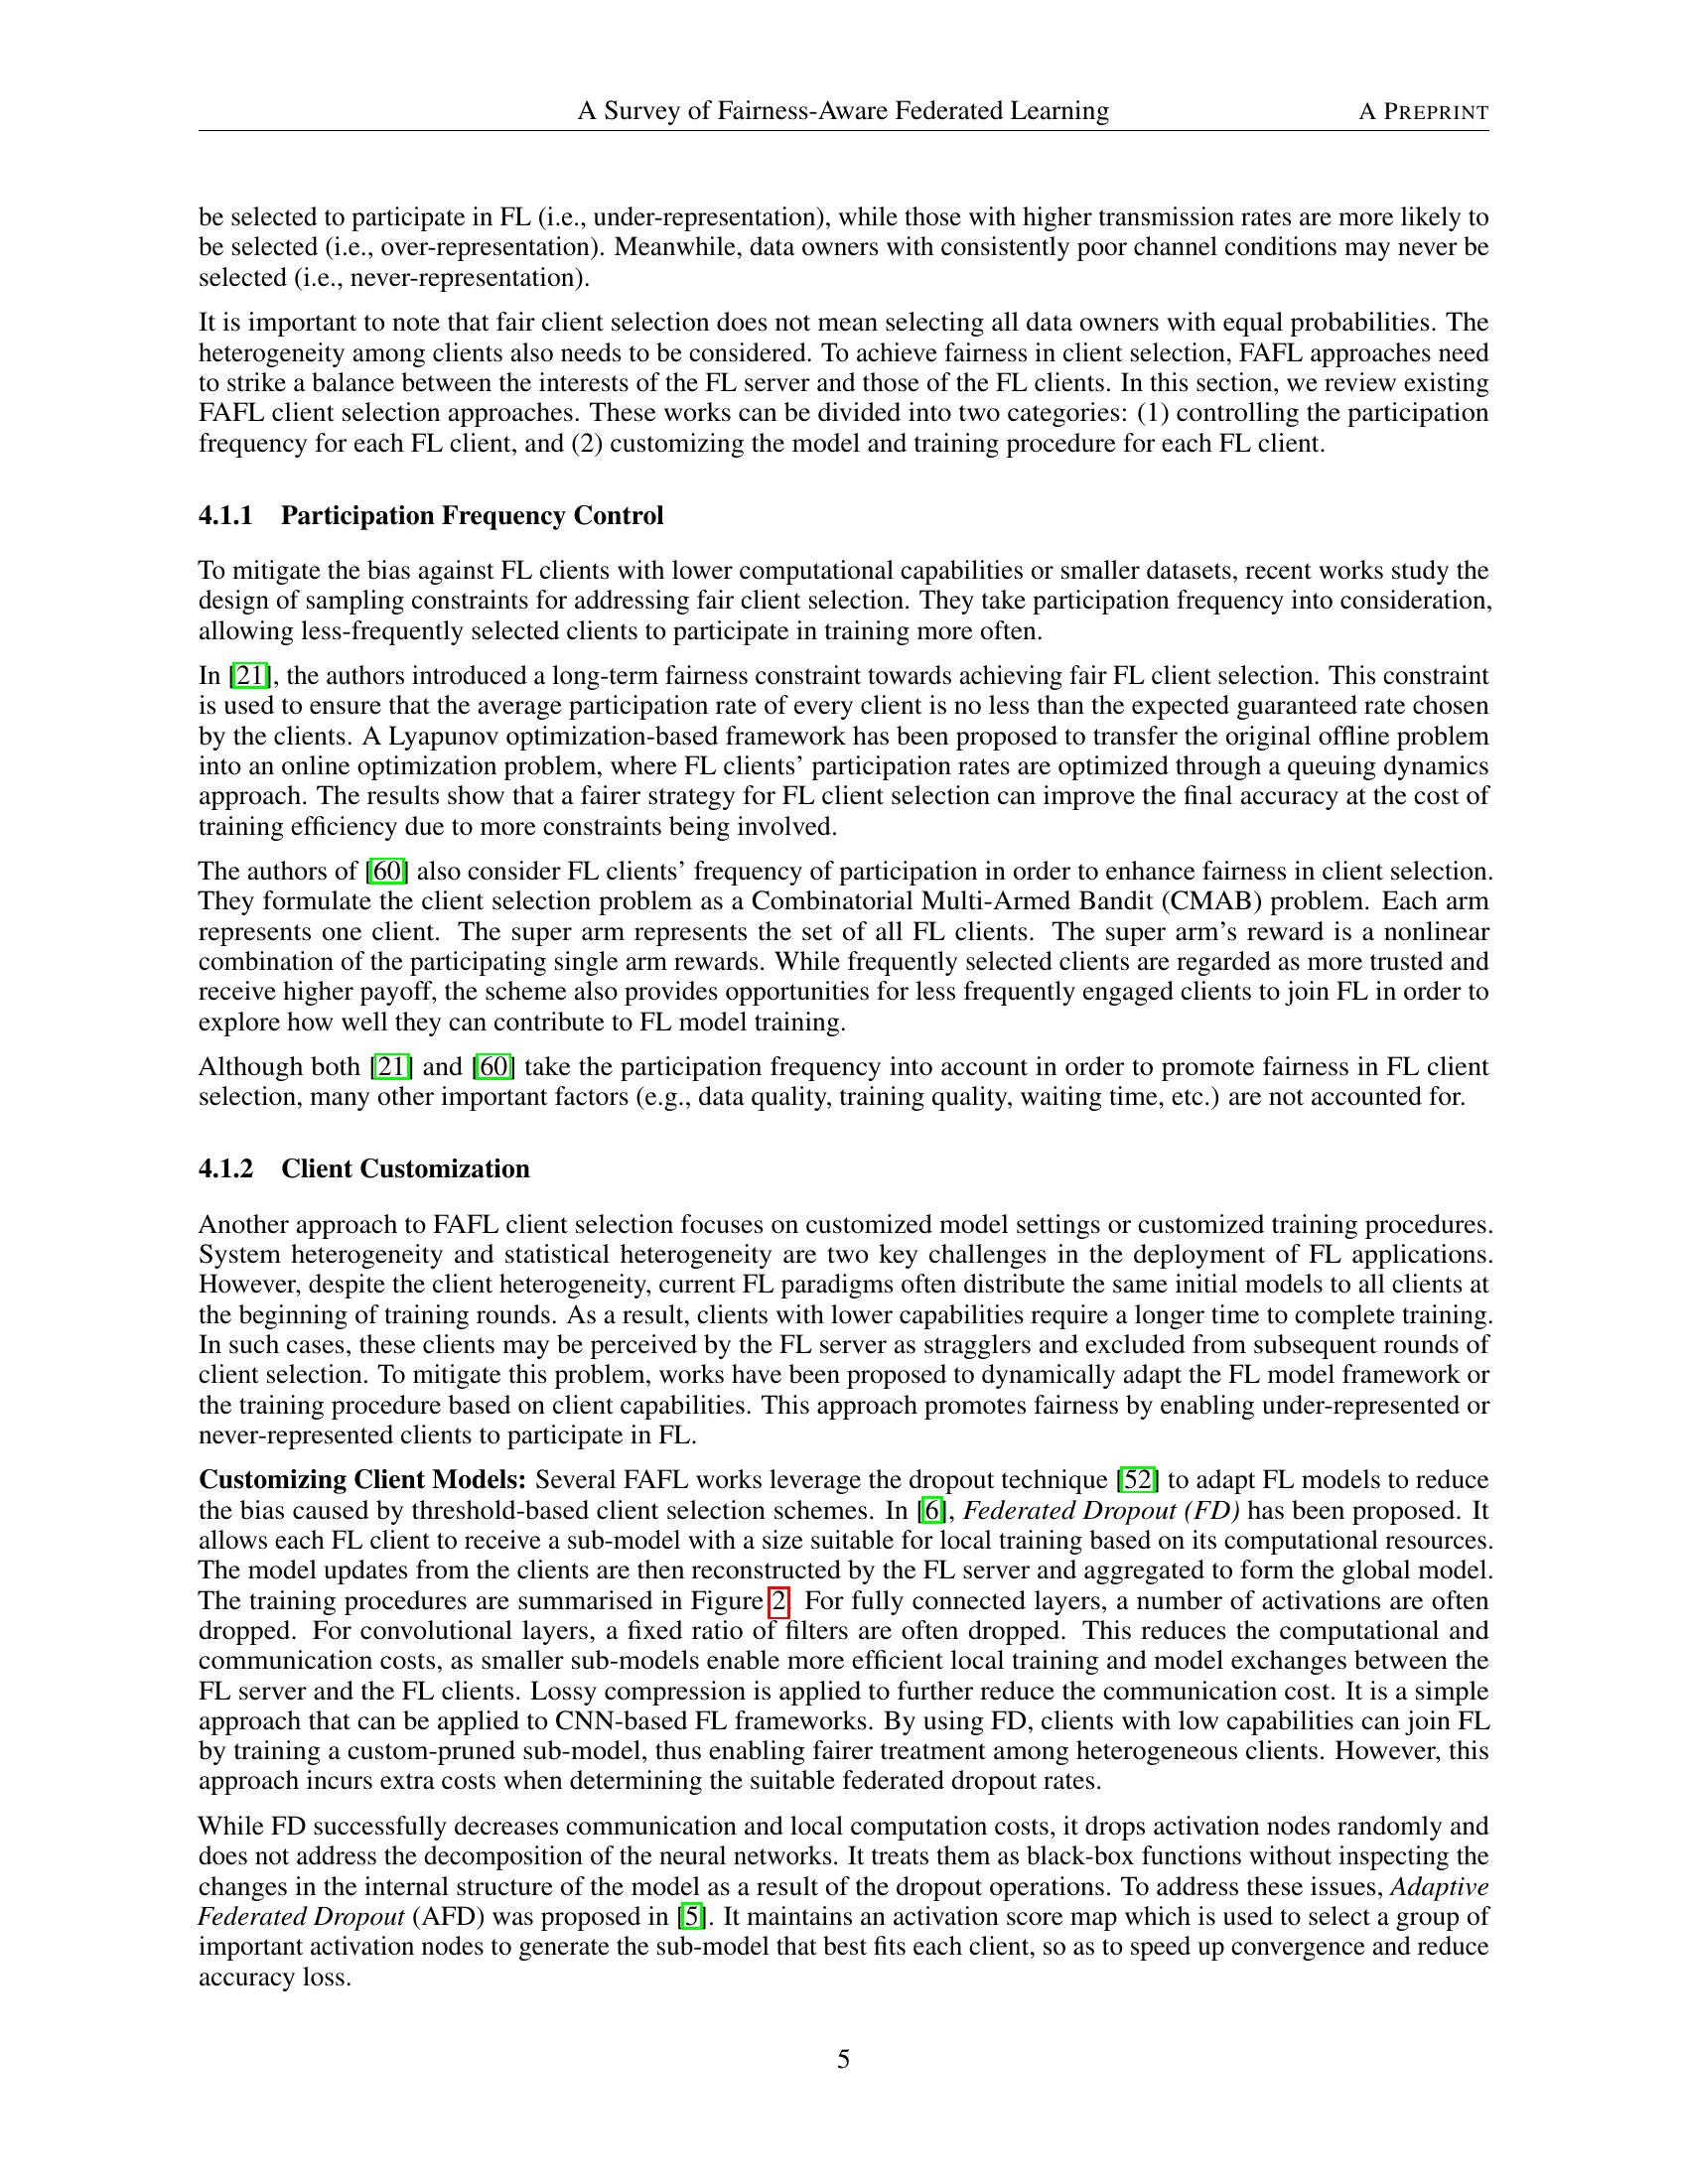 A Survey of Fairness-Aware Federated Learning A PREPRINT
be selected to participate in FL (i.e., under-representation), while those with higher transmission rates are more likely to
be selected (i.e., over-representation). Meanwhile, data owners with consistently poor channel conditions may never be
selected (i.e., never-representation).
It is important to note that fair client selection does not mean selecting all data owners with equal probabilities. The
heterogeneity among clients also needs to be considered. To achieve fairness in client selection, FAFL approaches need
to strike a balance between the interests of the FL server and those of the FL clients. In this section, we review existing
FAFL client selection approaches. These works can be divided into two categories: (1) controlling the participation
frequency for each FL client, and (2) customizing the model and training procedure for each FL client.
4.1.1 Participation Frequency Control
To mitigate the bias against FL clients with lower computational capabilities or smaller datasets, recent works study the
design of sampling constraints for addressing fair client selection. They take participation frequency into consideration,
allowing less-frequently selected clients to participate in training more often.
In [21], the authors introduced a long-term fairness constraint towards achieving fair FL client selection. This constraint
is used to ensure that the average participation rate of every client is no less than the expected guaranteed rate chosen
by the clients. A Lyapunov optimization-based framework has been proposed to transfer the original offline problem
into an online optimization problem, where FL clients' participation rates are optimized through a queuing dynamics
approach. The results show that a fairer strategy for FL client selection can improve the final accuracy at the cost of
training efficiency due to more constraints being involved.
The authors of [60] also consider FL clients' frequency of participation in order to enhance fairness in client selection.
They formulate the client selection problem as a Combinatorial Multi-Armed Bandit (CMAB) problem. Each arm
represents one client. The super arm represents the set of all FL clients. The super arm's reward is a nonlinear
combination of the participating single arm rewards. While frequently selected clients are regarded as more trusted and
receive higher payoff, the scheme also provides opportunities for less frequently engaged clients to join FL in order to
explore how well they can contribute to FL model training.
Although both [21] and [60] take the participation frequency into account in order to promote fairness in FL client
selection, many other important factors (e.g., data quality, training quality, waiting time, etc.) are not accounted for.
4.1.2 Client Customization
Another approach to FAFL client selection focuses on customized model settings or customized training procedures.
System heterogeneity and statistical heterogeneity are two key challenges in the deployment of FL applications.
However, despite the client heterogeneity, current FL paradigms often distribute the same initial models to all clients at
the beginning of training rounds. As a result, clients with lower capabilities require a longer time to complete training.
In such cases, these clients may be perceived by the FL server as stragglers and excluded from subsequent rounds of
client selection. To mitigate this problem, works have been proposed to dynamically adapt the FL model framework or
the training procedure based on client capabilities. This approach promotes fairness by enabling under-represented or
never-represented clients to participate in FL.
Customizing Client Models: Several FAFL works leverage the dropout technique [52] to adapt FL models to reduce
the bias caused by threshold-based client selection schemes. In [6], Federated Dropout (FD) has been proposed. It
allows each FL client to receive a sub-model with a size suitable for local training based on its computational resources.
The model updates from the clients are then reconstructed by the FL server and aggregated to form the global model.
The training procedures are summarised in Figure 2. For fully connected layers, a number of activations are often
dropped. For convolutional layers, a fixed ratio of filters are often dropped. This reduces the computational and
communication costs, as smaller sub-models enable more efficient local training and model exchanges between the
FL server and the FL clients. Lossy compression is applied to further reduce the communication cost. It is a simple
approach that can be applied to CNN-based FL frameworks. By using FD, clients with low capabilities can join FL
by training a custom-pruned sub-model, thus enabling fairer treatment among heterogeneous clients. However, this
approach incurs extra costs when determining the suitable federated dropout rates.
While FD successfully decreases communication and local computation costs, it drops activation nodes randomly and
does not address the decomposition of the neural networks. It treats them as black-box functions without inspecting the
changes in the internal structure of the model as a result of the dropout operations. To address these issues, Adaptive
Federated Dropout (AFD) was proposed in [5]. It maintains an activation score map which is used to select a group of
important activation nodes to generate the sub-model that best fits each client, so as to speed up convergence and reduce
accuracy loss.
5